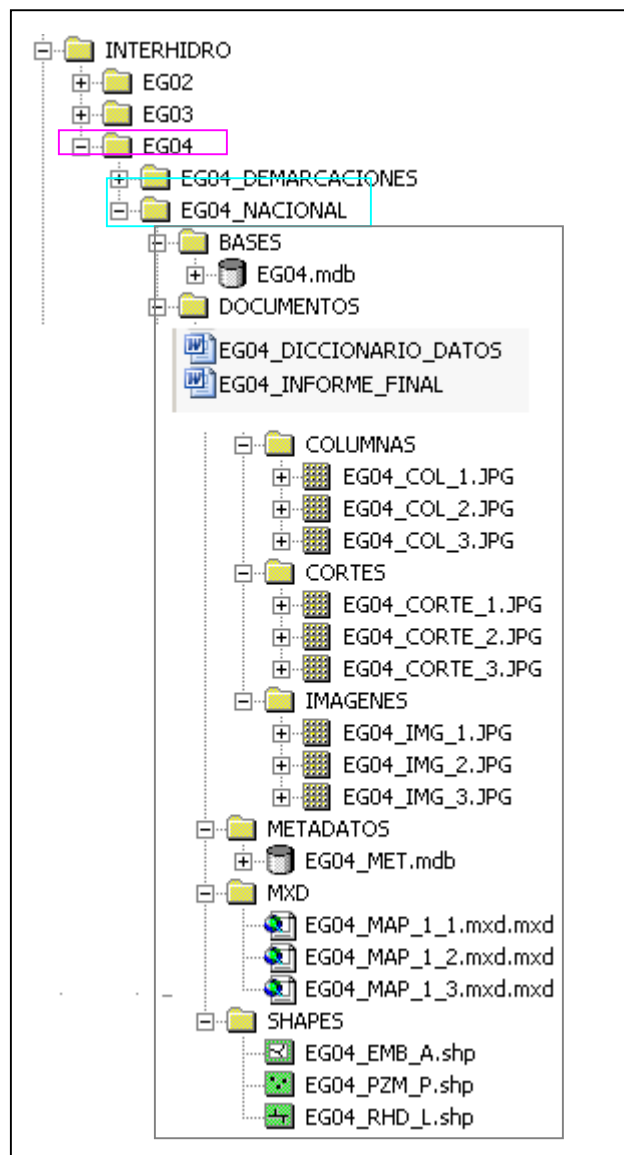 INTERHIDRO
EG02
EG03
EG04
EG04_DEMARCACIONES
EG04_NACIONAL
BASES
EG04.mdb
DOCUMENTOS
EG04_DICCIONARIO_DATOS
EG04_INFORME_FINAL
COLUMNAS
EG04_COL_1.JPG
EG04_COL_2.JPG
EG04_COL_3.JPG
CORTES
EG04_CORTE_1.JPG
EG04_CORTE_2.JPG
EG04_CORTE_3.JPG
IMAGENES
EG04_IMG_1.JPG
EG04_IMG_2.JPG
EG04_IMG_3.JPG
METADATOS
EG04_MET.mdb
MXD
EG04_MAP_1_1.mxd.mxd
EG04_MAP_1_2.mxd.mxd
EG04_MAP_1_3.mxd.mxd
SHAPES
EG04_EMB_A.shp
EG04_PZM_P.shp
EG04_RHD_L.shp